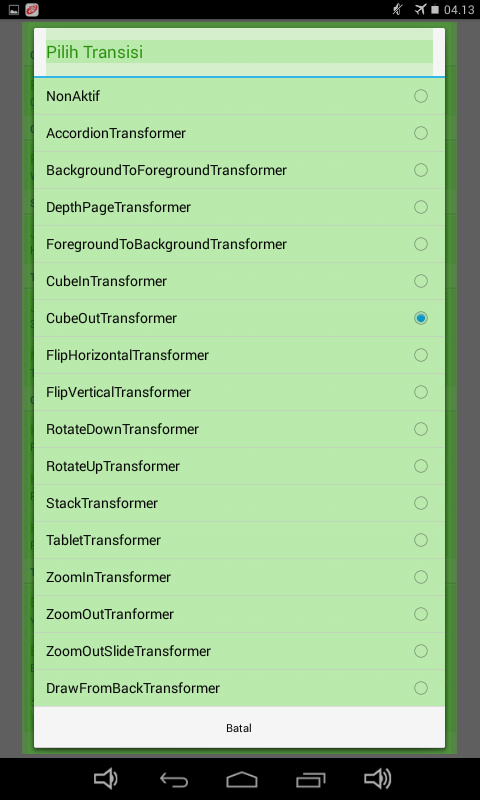 04.13
Pilih Transisi
NonAktif
AccordionTransformer
BackgroundToForegroundTransformer
DepthPageTransformer
ForegroundToBackgroundTransformer
CubeInTransformer
CubeOutTransformer
FlipHorizontalTransformer
FlipVerticalTransformer
RotateDownTransformer
RotateUpTransformer
StackTransformer
TabletTransformer
ZoomInTransformer
ZoomOutTranformer
ZoomOutSlideTransformer
DrawFromBackTransformer
Batal